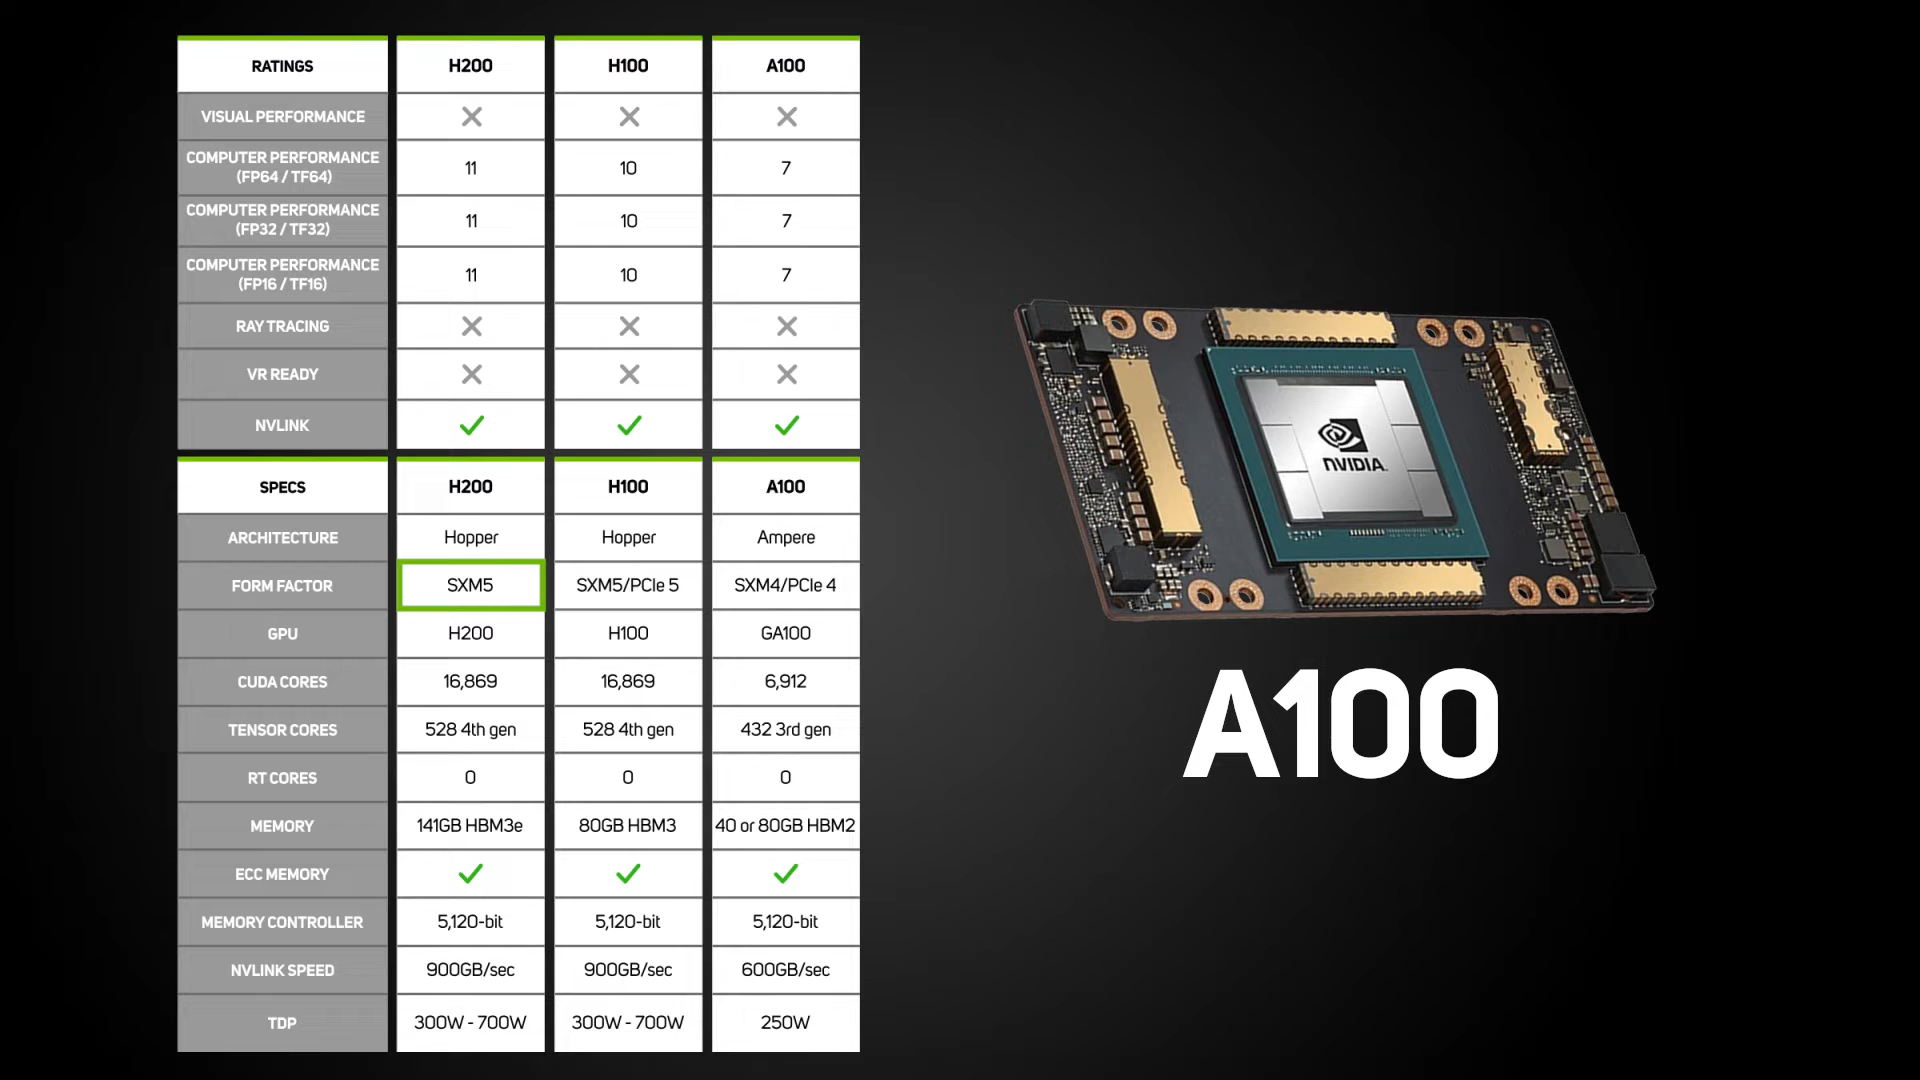 RATINGS H200 H100 A100
VISUAL PERFORMANCE
COMPUTER PERFORMANCE
(FP64 / TF64) 11 10 7
COMPUTER PERFORMANCE
(FP32 / TF32) 11 10 7
COMPUTER PERFORMANCE
(FP16 / TF16) 11 10 7
RAY TRACING
VR READY
NVLINK
SPECS H200 H100 A100
ARCHITECTURE Hopper Hopper Ampere
FORM FACTOR SXM5 SXM5/PCIe 5 SXM4/PCIe 4
GPU H200 H100 GA100
CUDA CORES 16,869 16,869 6,912
TENSOR CORES 528 4th gen 528 4th gen 432 3rd gen
RT CORES 0 0 0
MEMORY 141GB HBM3e 80GB HBM3 40 or 80GB HBM2
ECC MEMORY
MEMORY CONTROLLER 5,120-bit 5,120-bit 5,120-bit
NVLINK SPEED 900GB/sec 900GB/sec 600GB/sec
TDP 300W - 700W 300W - 700W 250W
NVIDIA.
A100